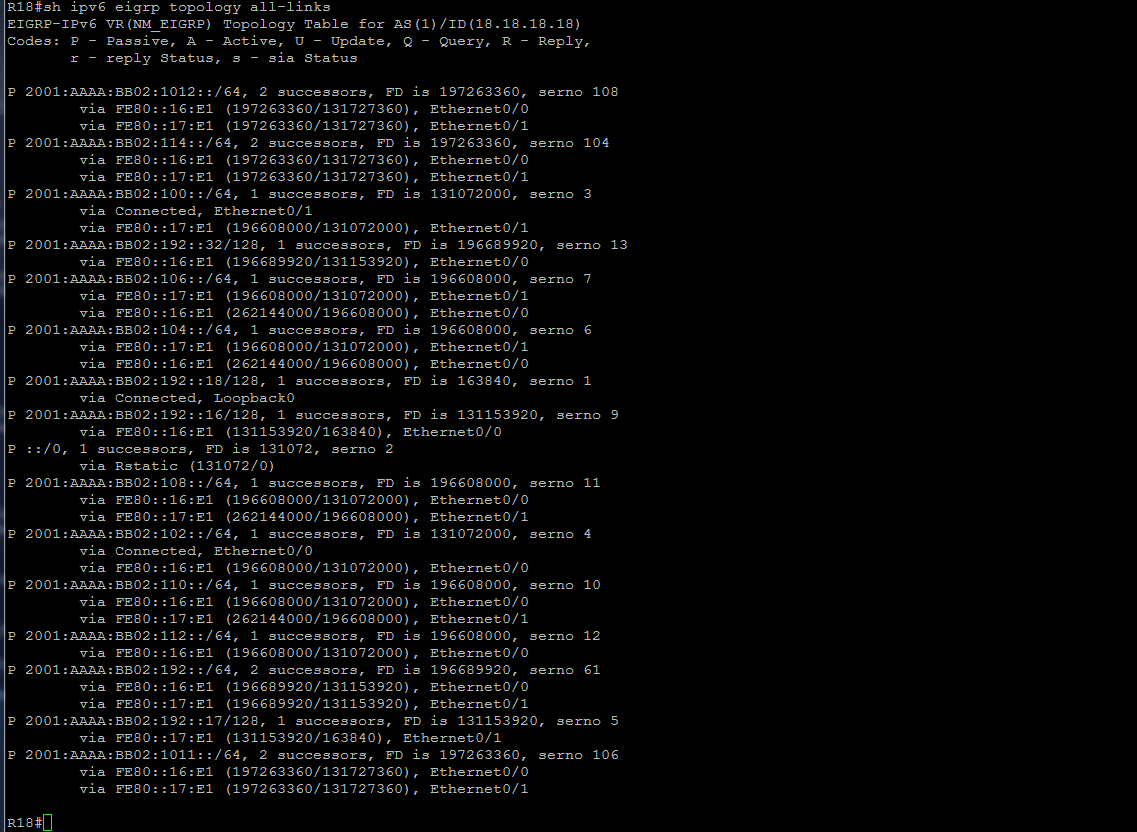 R18#sh ipv6 eigrp topology all-links
EIGRP-IPv6 VR(NM_EIGRP) Topology Table for AS(1)/ID(18.18.18.18)
Codes: P - Passive, A - Active, U - Update, Q - Query, R - Reply,
       r - reply Status, s - sia Status

P 2001:AAAA:BB02:1012::/64, 2 successors, FD is 197263360, serno 108
        via FE80::16:E1 (197263360/131727360), Ethernet0/0
        via FE80::17:E1 (197263360/131727360), Ethernet0/1
P 2001:AAAA:BB02:114::/64, 2 successors, FD is 197263360, serno 104
        via FE80::16:E1 (197263360/131727360), Ethernet0/0
        via FE80::17:E1 (197263360/131727360), Ethernet0/1
P 2001:AAAA:BB02:100::/64, 1 successors, FD is 131072000, serno 3
        via Connected, Ethernet0/1
        via FE80::17:E1 (196608000/131072000), Ethernet0/1
P 2001:AAAA:BB02:192::32/128, 1 successors, FD is 196689920, serno 13
        via FE80::16:E1 (196689920/131153920), Ethernet0/0
P 2001:AAAA:BB02:106::/64, 1 successors, FD is 196608000, serno 7
        via FE80::17:E1 (196608000/131072000), Ethernet0/1
        via FE80::16:E1 (262144000/196608000), Ethernet0/0
P 2001:AAAA:BB02:104::/64, 1 successors, FD is 196608000, serno 6
        via FE80::17:E1 (196608000/131072000), Ethernet0/1
        via FE80::16:E1 (262144000/196608000), Ethernet0/0
P 2001:AAAA:BB02:192::18/128, 1 successors, FD is 163840, serno 1
        via Connected, Loopback0
P 2001:AAAA:BB02:192::16/128, 1 successors, FD is 131153920, serno 9
        via FE80::16:E1 (131153920/163840), Ethernet0/0
P ::/0, 1 successors, FD is 131072, serno 2
        via Rstatic (131072/0)
P 2001:AAAA:BB02:108::/64, 1 successors, FD is 196608000, serno 11
        via FE80::16:E1 (196608000/131072000), Ethernet0/0
        via FE80::17:E1 (262144000/196608000), Ethernet0/1
P 2001:AAAA:BB02:102::/64, 1 successors, FD is 131072000, serno 4
        via Connected, Ethernet0/0
        via FE80::16:E1 (196608000/131072000), Ethernet0/0
P 2001:AAAA:BB02:110::/64, 1 successors, FD is 196608000, serno 10
        via FE80::16:E1 (196608000/131072000), Ethernet0/0
        via FE80::17:E1 (262144000/196608000), Ethernet0/1
P 2001:AAAA:BB02:112::/64, 1 successors, FD is 196608000, serno 12
        via FE80::16:E1 (196608000/131072000), Ethernet0/0
P 2001:AAAA:BB02:192::/64, 2 successors, FD is 196689920, serno 61
        via FE80::16:E1 (196689920/131153920), Ethernet0/0
        via FE80::17:E1 (196689920/131153920), Ethernet0/1
P 2001:AAAA:BB02:192::17/128, 1 successors, FD is 131153920, serno 5
        via FE80::17:E1 (131153920/163840), Ethernet0/1
P 2001:AAAA:BB02:1011::/64, 2 successors, FD is 197263360, serno 106
        via FE80::16:E1 (197263360/131727360), Ethernet0/0
        via FE80::17:E1 (197263360/131727360), Ethernet0/1

R18#